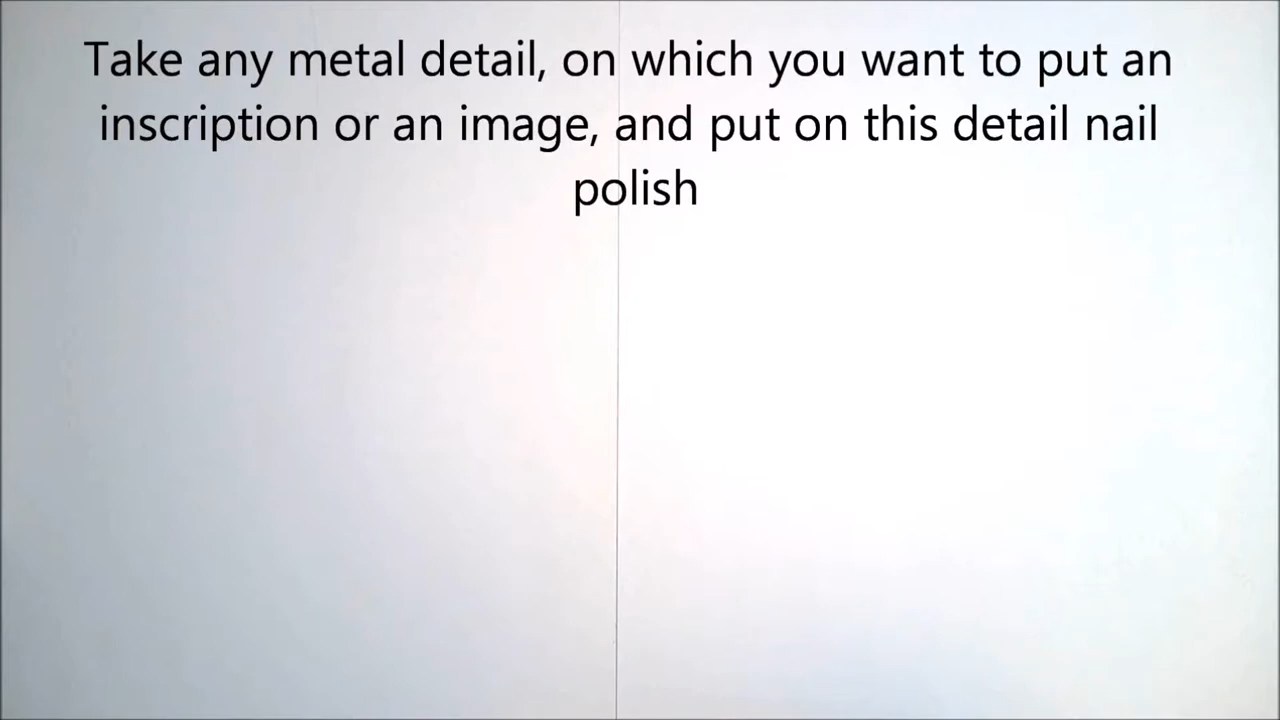 Take any metal detail, on which you want to put an
inscription or an image, and put on this detail nail
polish